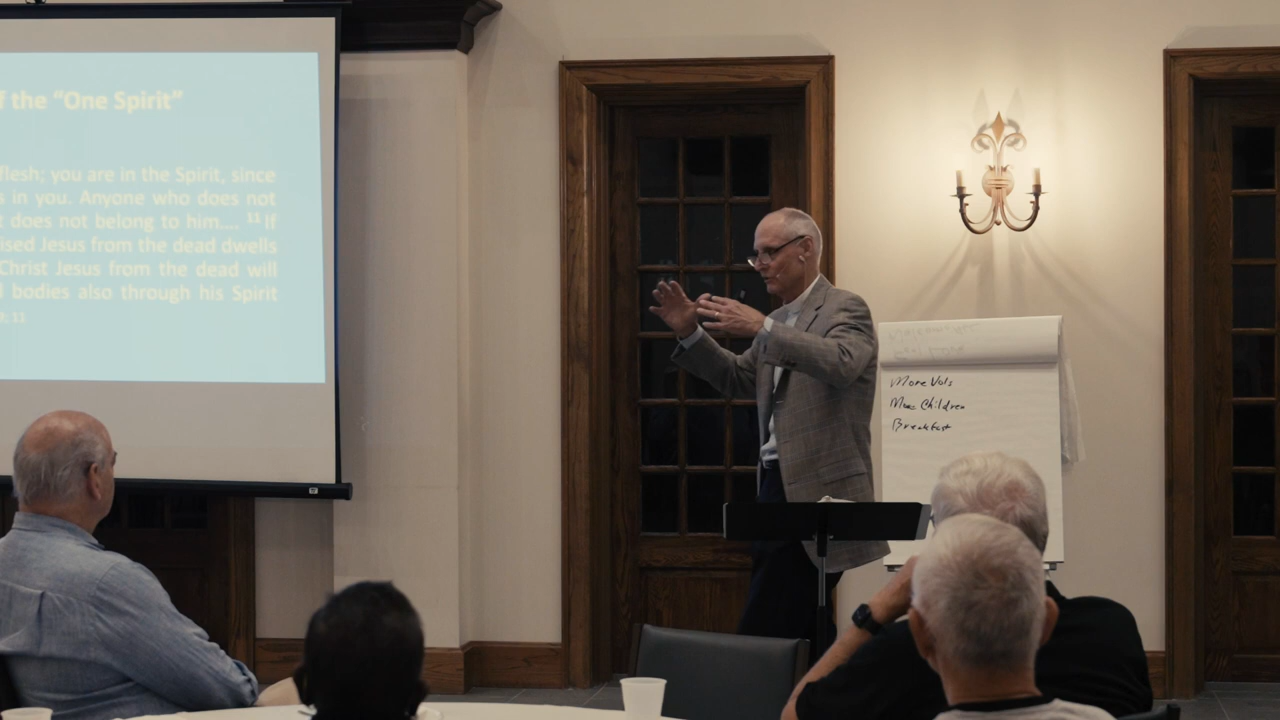 f the “One Spirit”
flesh; you are in the Spirit, since
s in you. Anyone who does not
t does not belong to him.... 11 If
ised Jesus from the dead dwells
Christ Jesus from the dead will
l bodies also through his Spirit
9; 11
More Vols
More Children
Breakfast